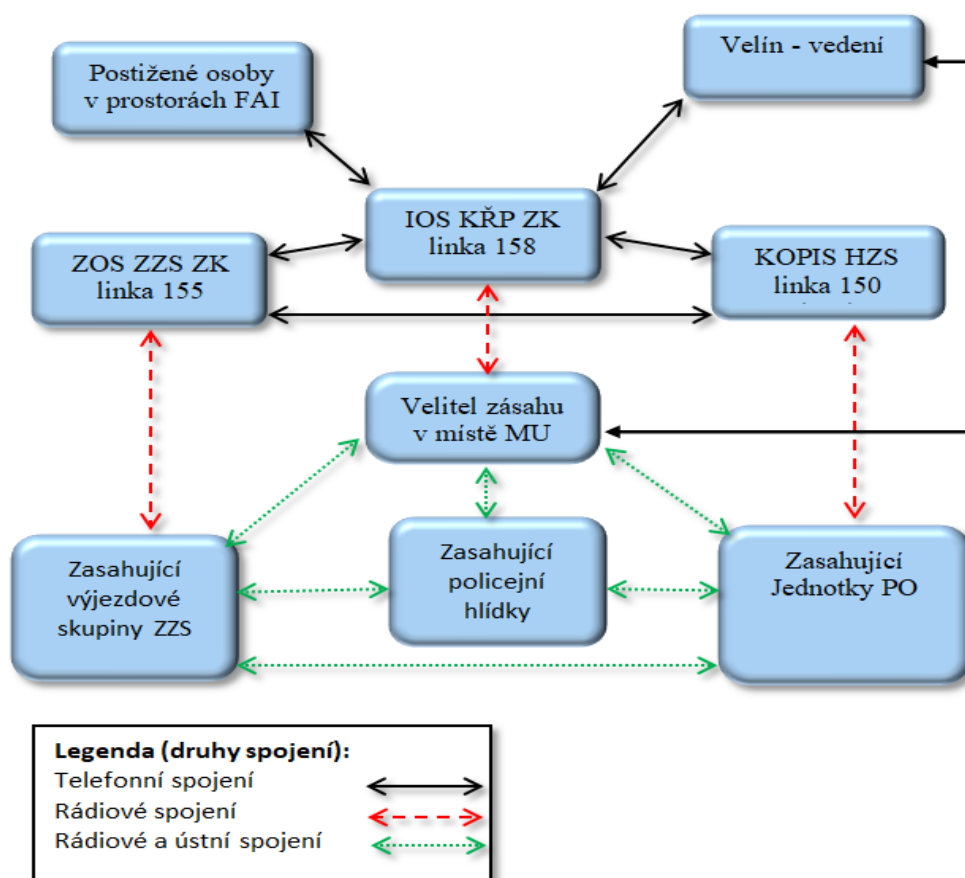 Postižené osoby
v prostorách FAI
Velín - vedení
IOS KŘP ZK
linka 158
ZOS ZZS ZK
linka 155
KOPIS HZS
linka 150
Velitel zásahu
v místě MU
Zasahující
výjezdové
skupiny ZZS
Zasahující
policejní
hlídky
Zasahující
Jednotky PO
Legenda (druhy spojení):
Telefonní spojení
Rádiové spojení
Rádiové a ústní spojení